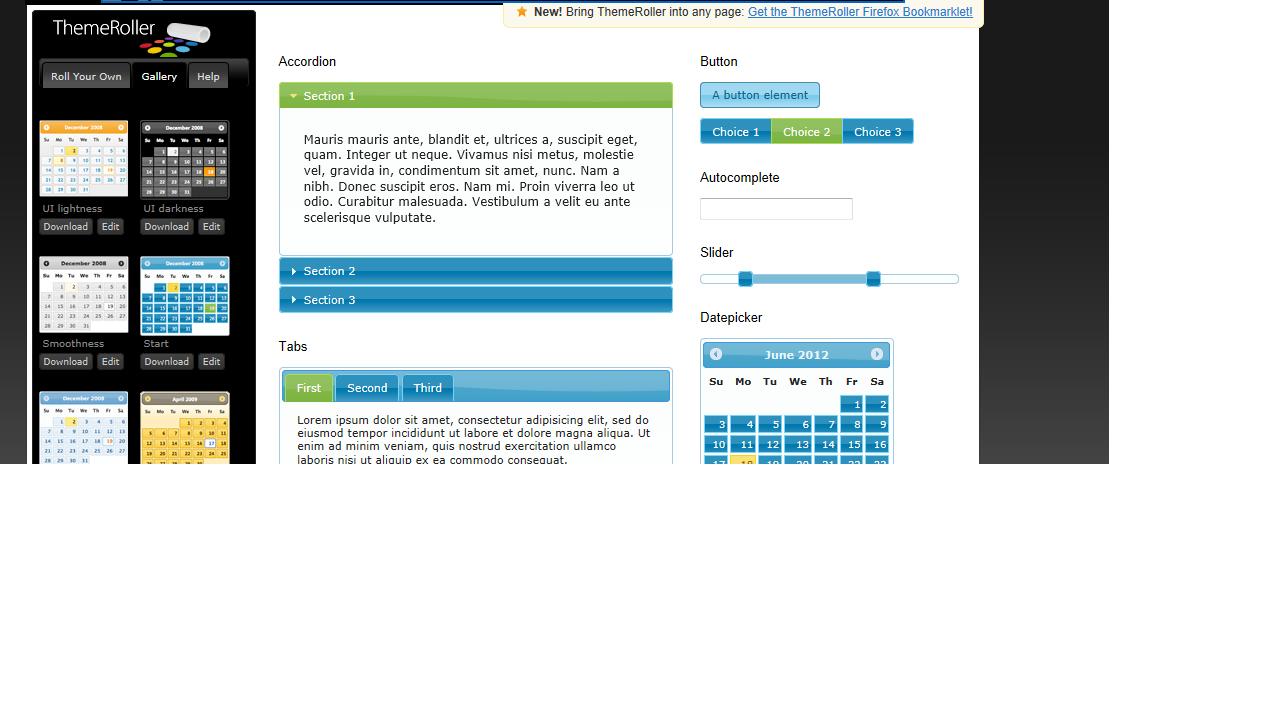 New! Bring ThemeRoller into any page: Get the ThemeRoller Firefox Bookmarklet!
ThemeRoller
Roll Your Own Gallery Help
December 2008 December 2008
UI lightness UI darkness
Download Edit Download Edit
December 2008 December 2008
Smoothness Start
Download Edit Download Edit
December 2008 April 2009
Accordion
Section 1
Mauris mauris ante, blandit et, ultrices a, suscipit eget,
quam. Integer ut neque. Vivamus nisi metus, molestie
vel, gravida in, condimentum sit amet, nunc. Nam a
nibh. Donec suscipit eros. Nam mi. Proin viverra leo ut
odio. Curabitur malesuada. Vestibulum a velit eu ante
scelerisque vulputate.
Section 2
Section 3
Tabs
First Second Third
Lorem ipsum dolor sit amet, consectetur adipisicing elit, sed do
eiusmod tempor incididunt ut labore et dolore magna aliqua. Ut
enim ad minim veniam, quis nostrud exercitation ullamco
laboris nisi ut aliquip ex ea commodo consequat.
Button
A button element
Choice 1 Choice 2 Choice 3
Autocomplete
Slider
Datepicker
June 2012
Su Mo Tu We Th Fr Sa
1 2
3 4 5 6 7 8 9
10 11 12 13 14 15 16
17 18 19 20 21 22 23